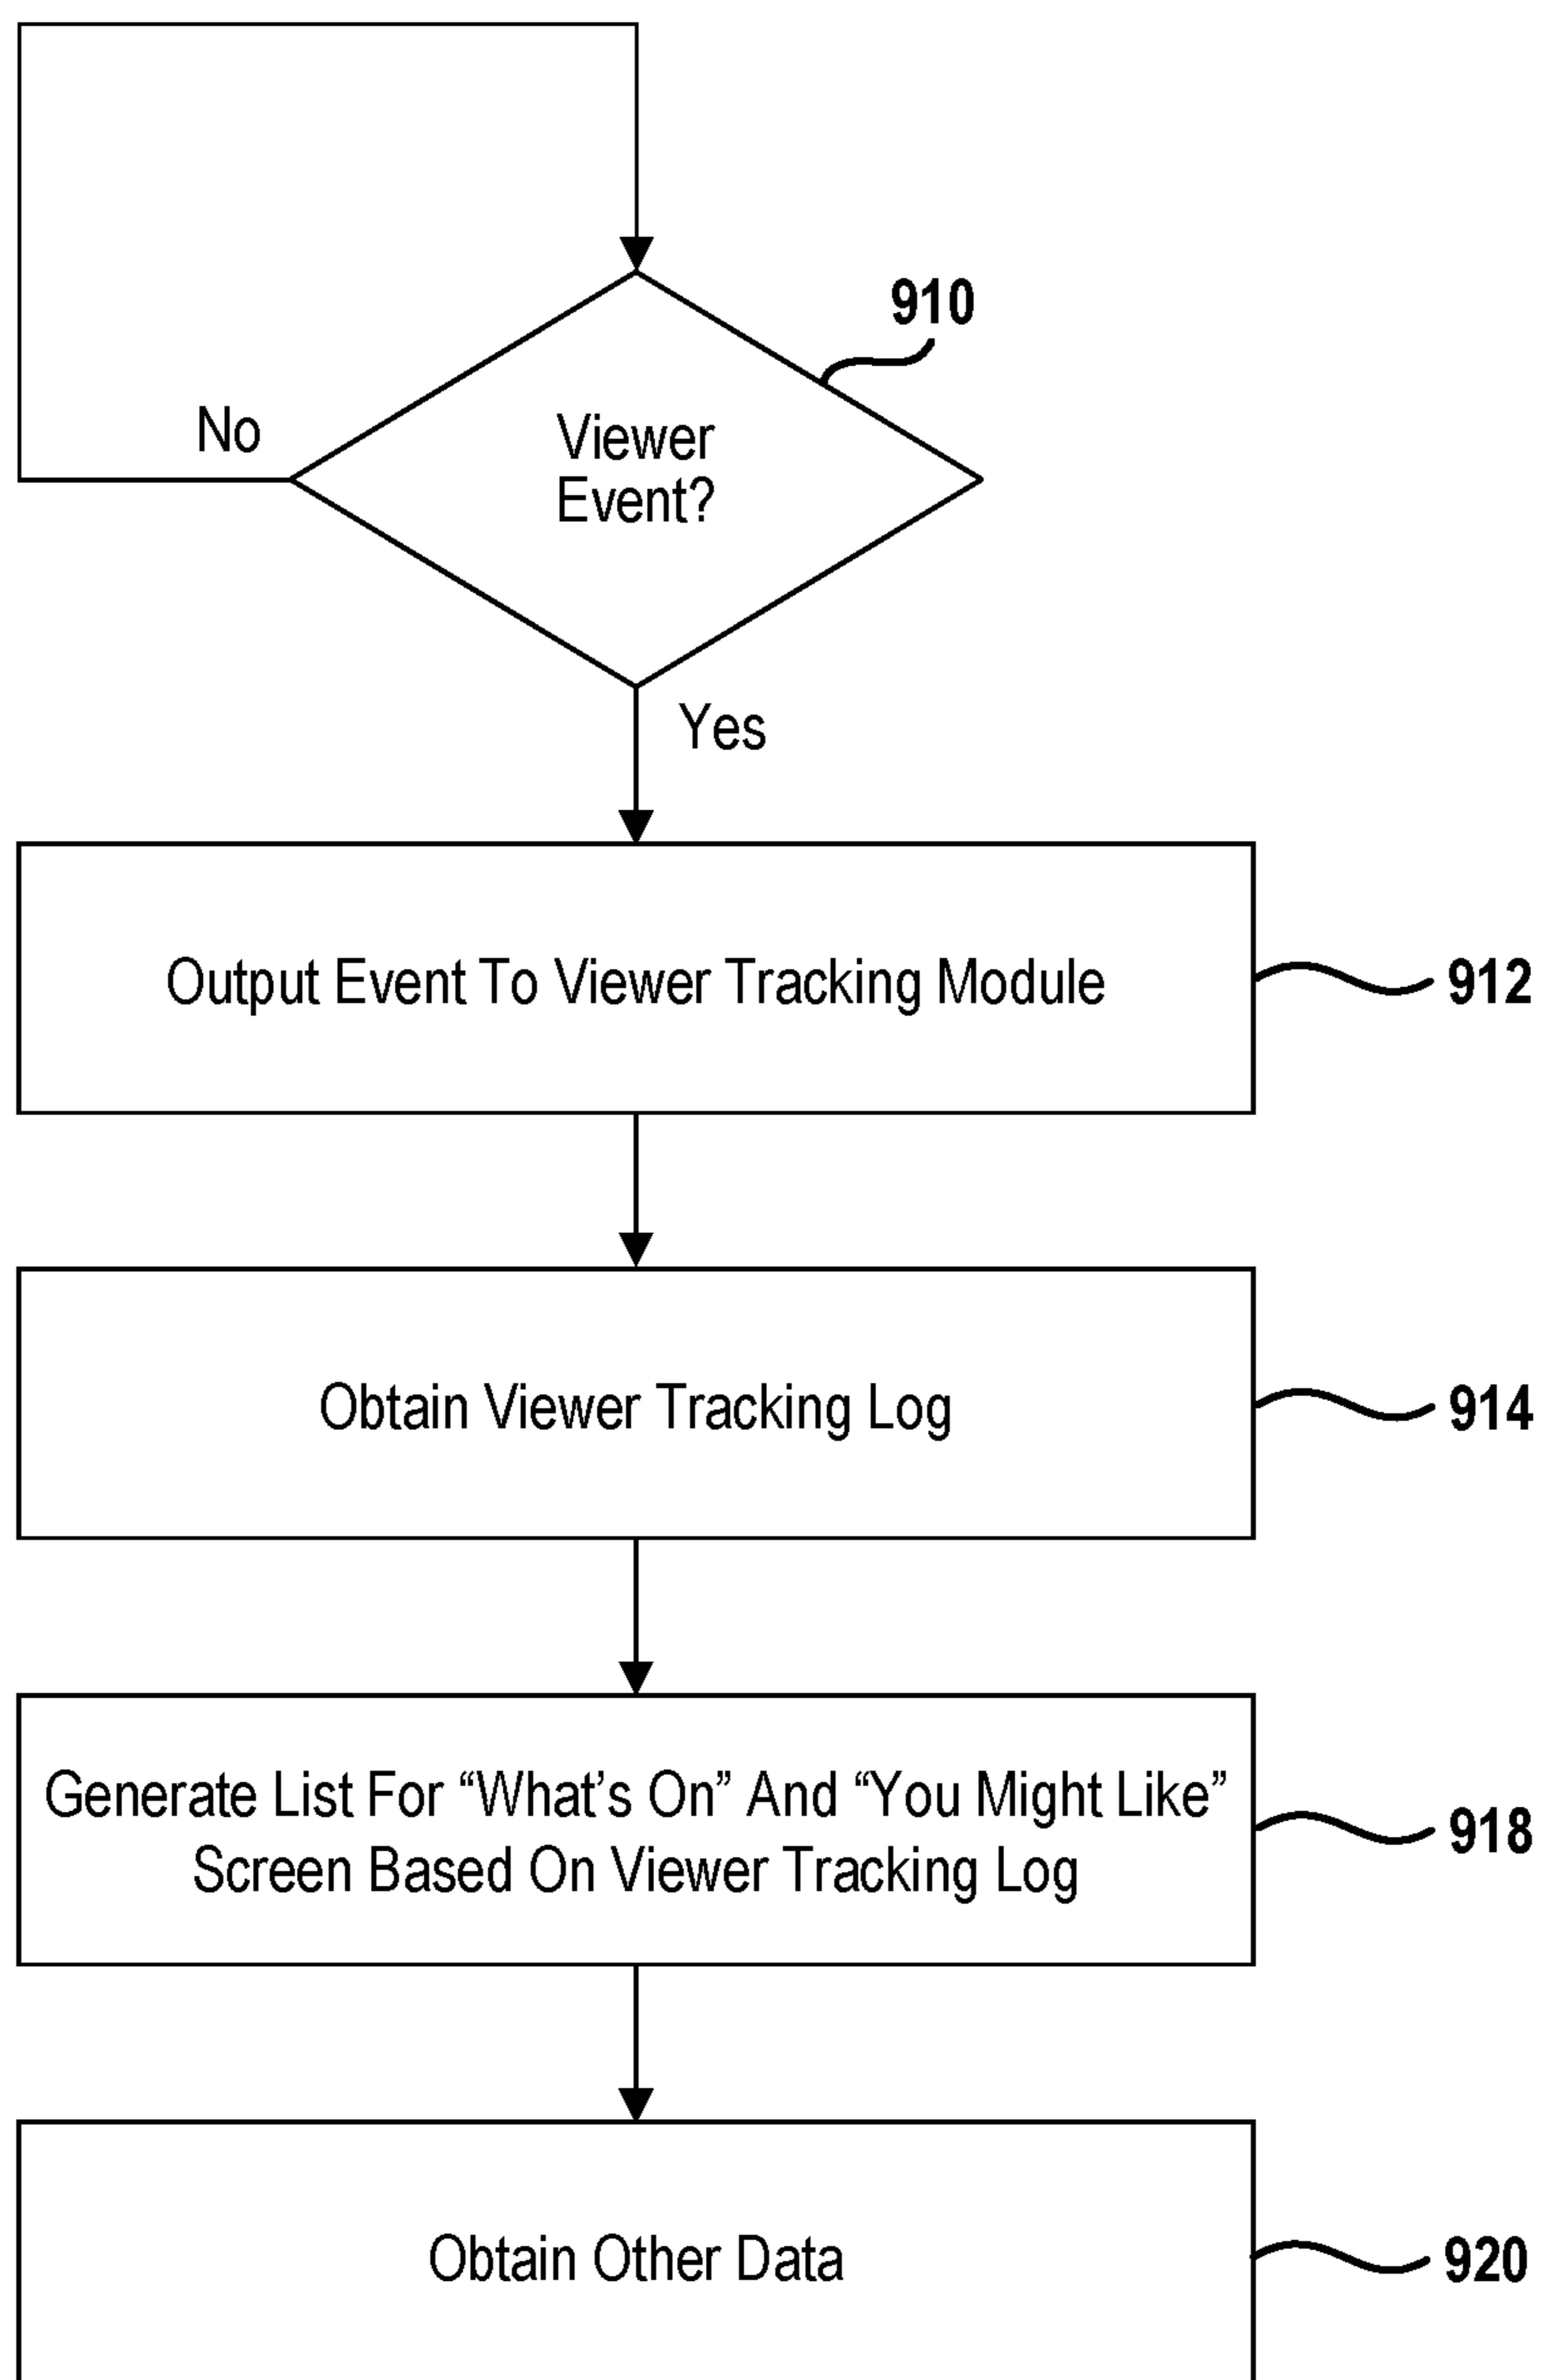 910
Viewer
Event?
No
Yes
Output Event To Viewer Tracking Module
912
Obtain Viewer Tracking Log
914
Generate List For “What’s On” And “You Might Like”
Screen Based On Viewer Tracking Log
918
Obtain Other Data
920